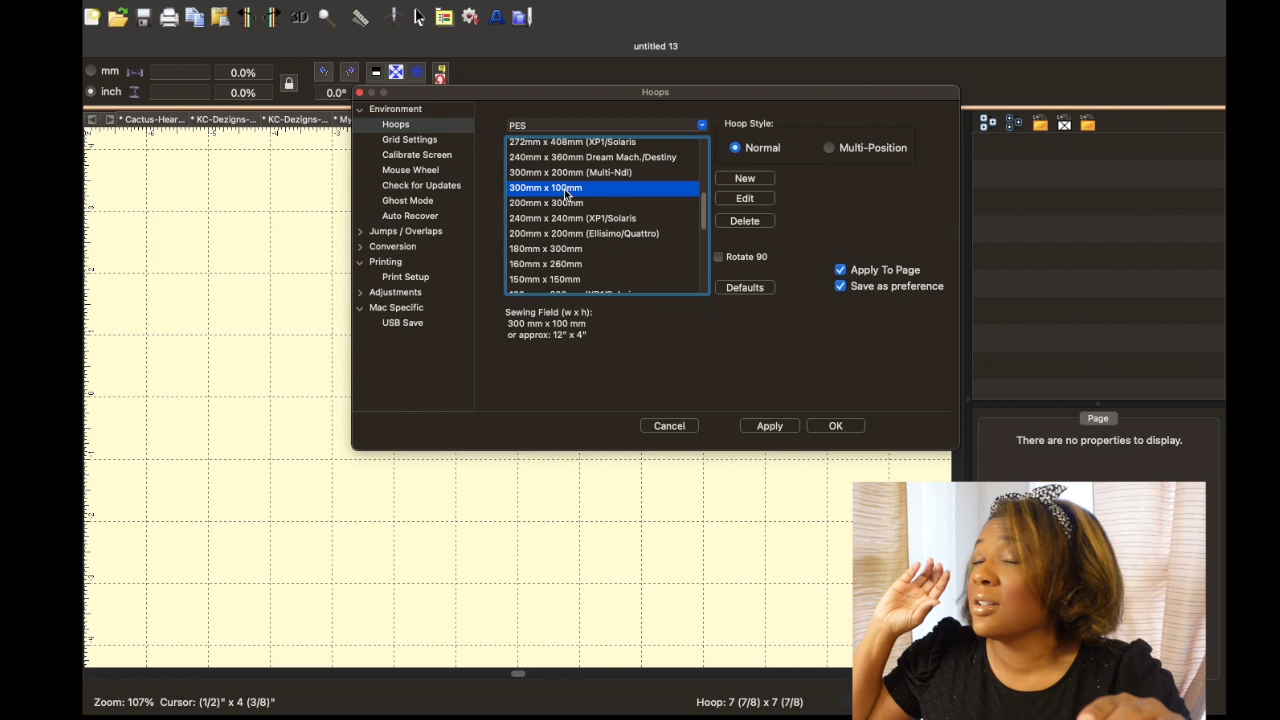 3D
untitled 13
mm
0.0%
inch
0.0%
0.0°
Hoops
* Cactus-Hear...
* KC-Dezigns-...
* KC-Dezigns-...
* My
Environment
Hoops
Grid Settings
Calibrate Screen
Mouse Wheel
Check for Updates
Ghost Mode
Auto Recover
Jumps / Overlaps
Conversion
Printing
Print Setup
Adjustments
Mac Specific
USB Save
PES
272mm x 408mm (XP1/Solaris
240mm x 360mm Dream Mach./Destiny
300mm x 200mm (Multi-Ndl)
300mm x 100mm
200mm x 300mm
240mm x 240mm (XP1/Solaris
200mm x 200mm (Ellisimo/Quattro)
180mm x 300mm
160mm x 260mm
150mm x 150mm
Sewing Field (w x h):
300 mm x 100 mm
or approx: 12" x 4"
Hoop Style:
Normal
Multi-Position
New
Edit
Delete
Rotate 90
Defaults
Apply To Page
Save as preference
Cancel
Apply
OK
Page
There are no properties to display.
Zoom: 107% Cursor: (1/2)" x 4 (3/8)"
Hoop: 7 (7/8) x 7 (7/8)